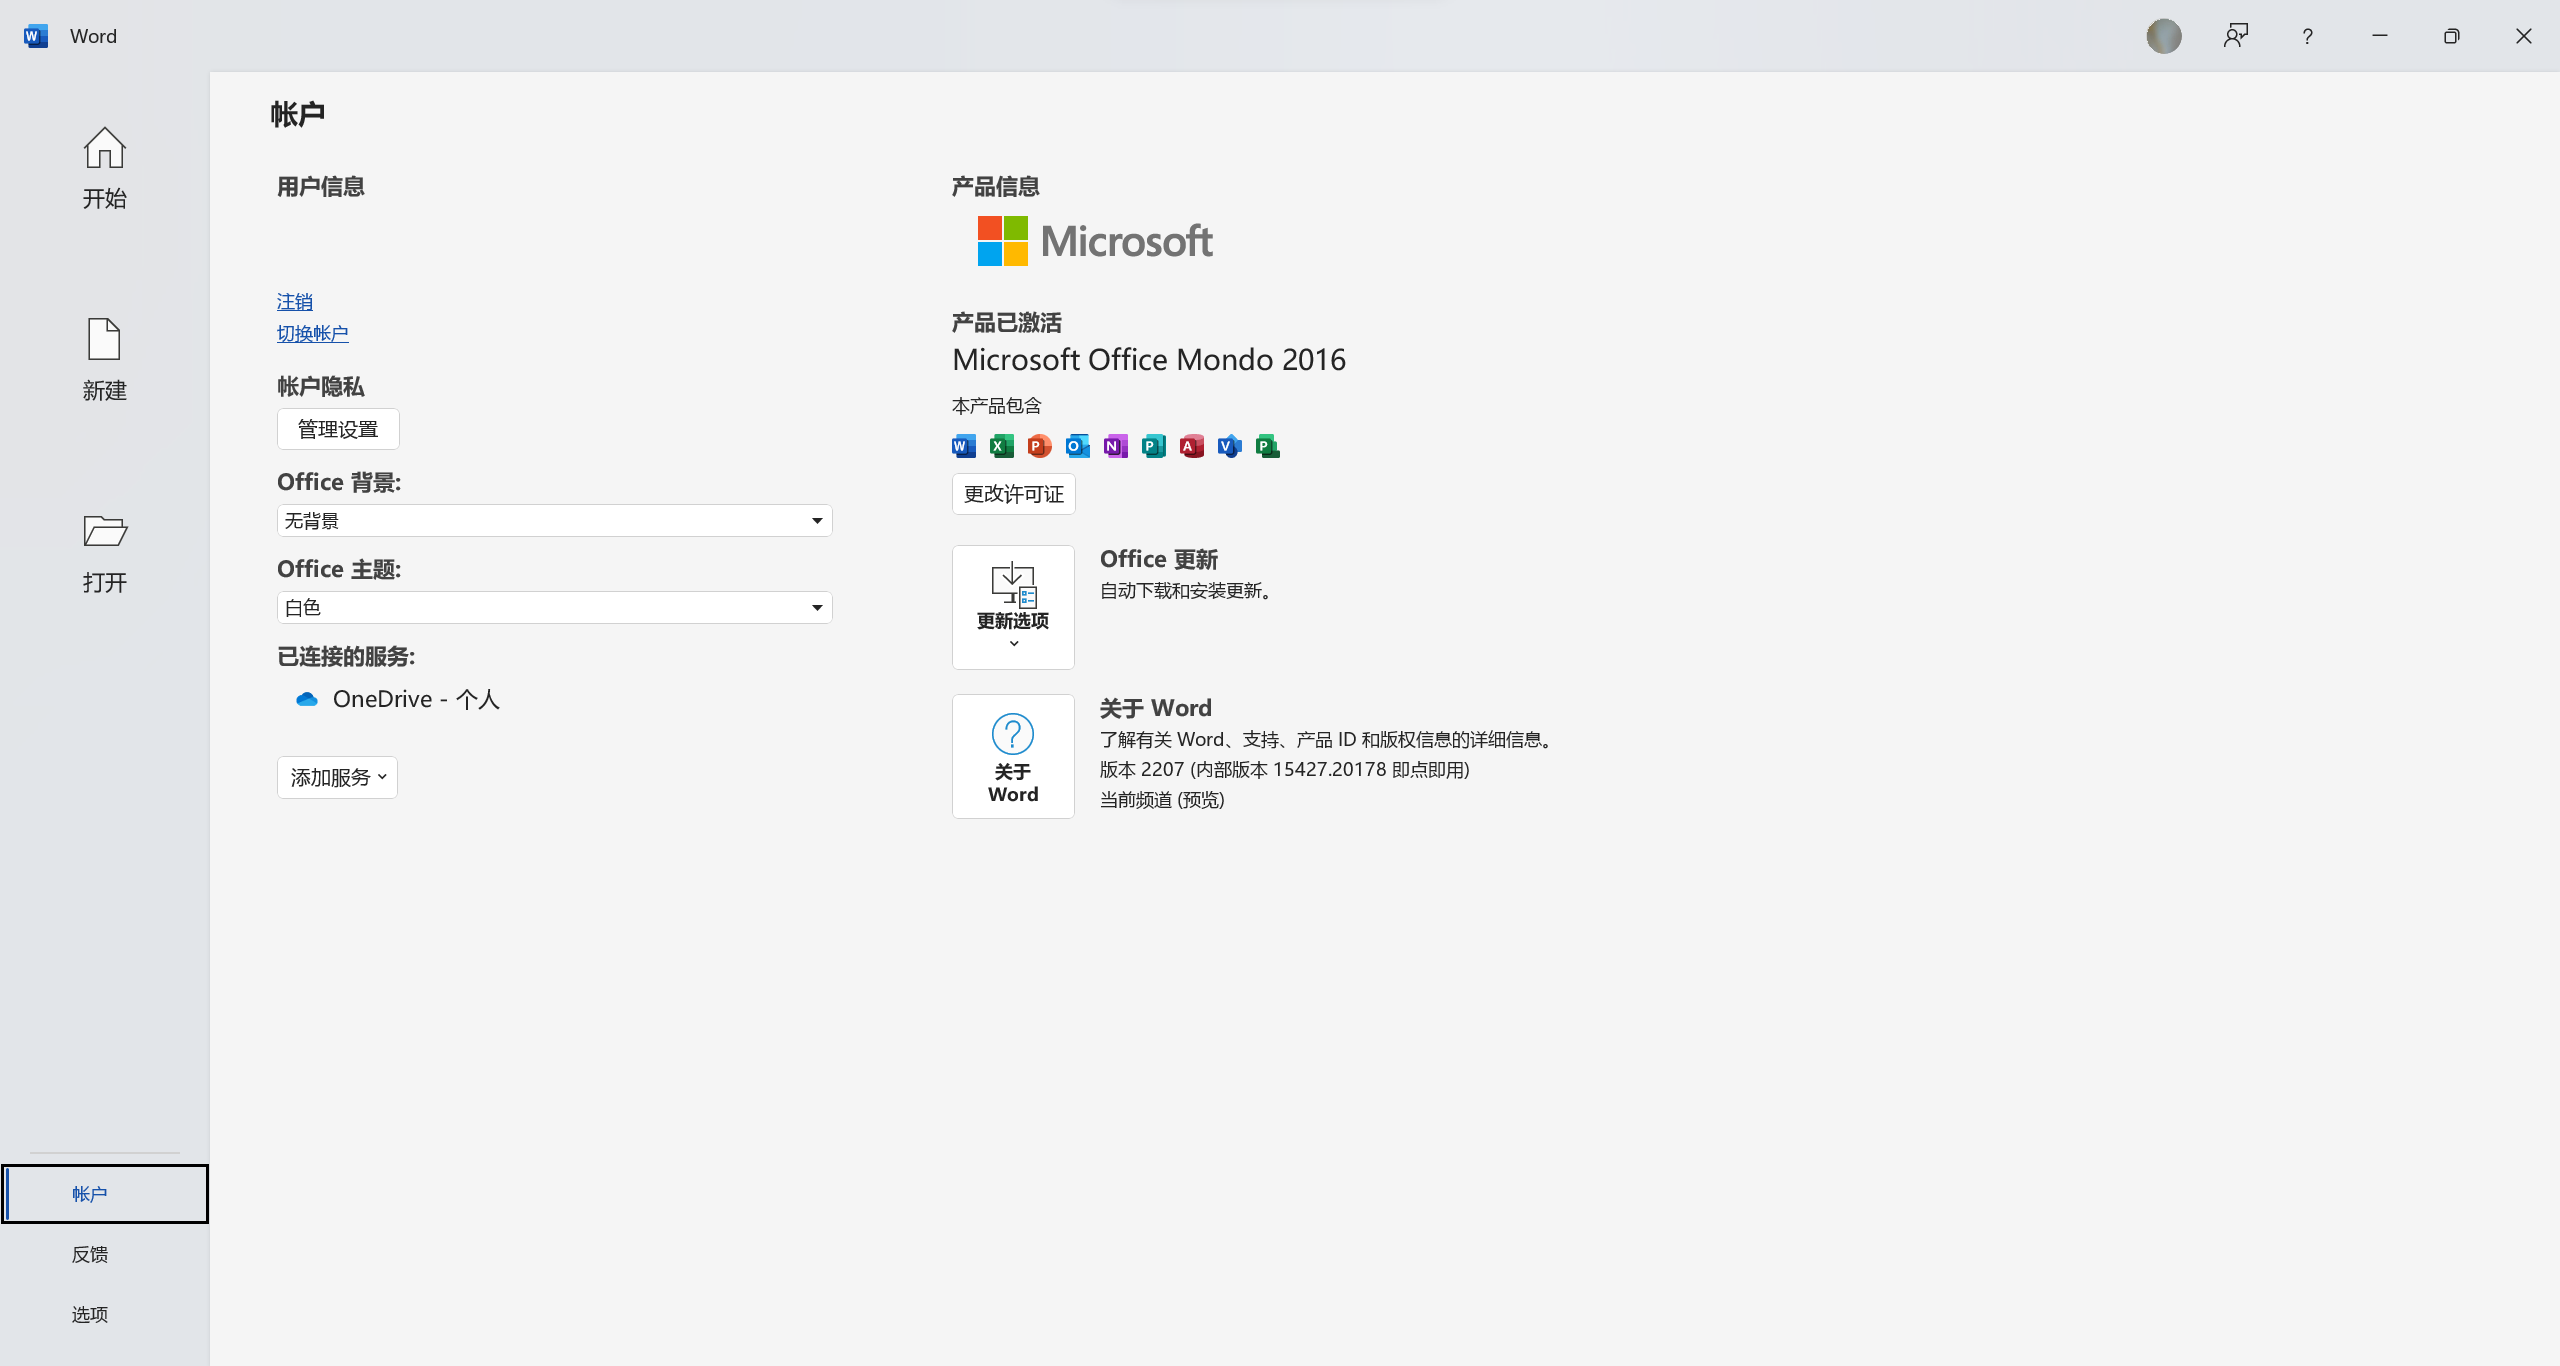 Word
开始
新建
打开
帐户
反馈
选项
帐户
用户信息
注销
切换帐户
帐户隐私
管理设置
Office 背景:
无背景
Office 主题:
白色
已连接的服务:
OneDrive - 个人
添加服务
产品信息
Microsoft
产品已激活
Microsoft Office Mondo 2016
本产品包含
更改许可证
更新选项
Office 更新
自动下载和安装更新。
关于
Word
关于 Word
了解有关 Word、支持、产品 ID 和版权信息的详细信息。
版本 2207 (内部版本 15427.20178 即点即用)
当前频道 (预览)